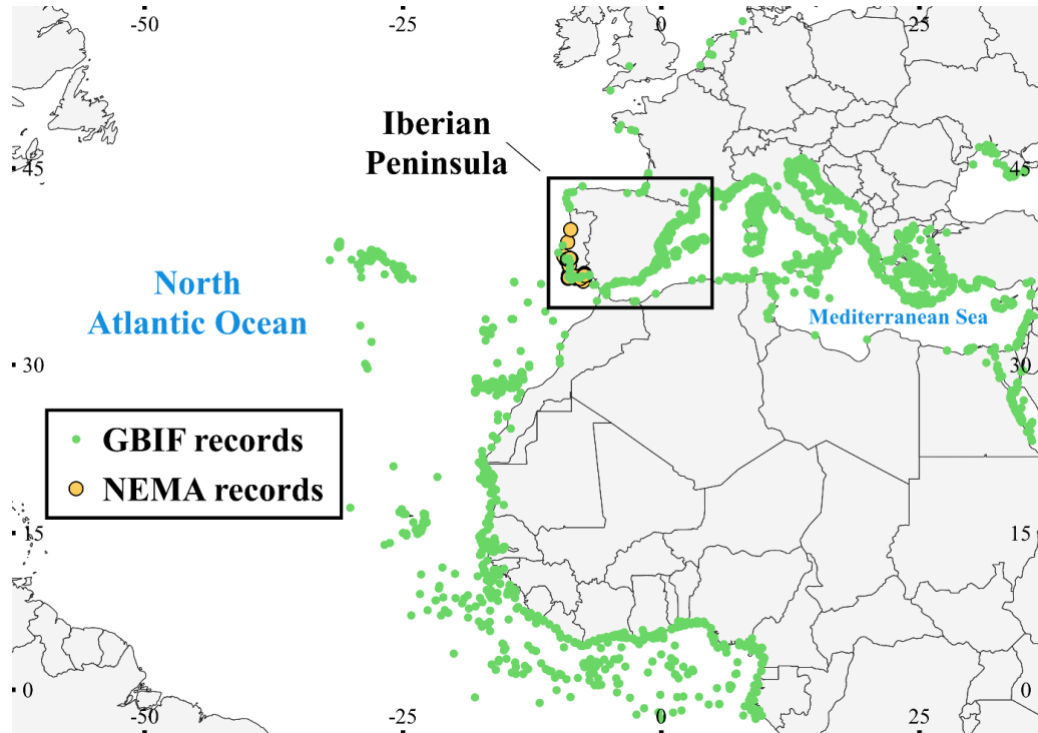 -50 -25 0 25
Iberian
Peninsula
45 45
North
Atlantic Ocean
Mediterranean Sea
30 30
GBIF records
NEMA records
15 15
0 0
-50 -25 0 25